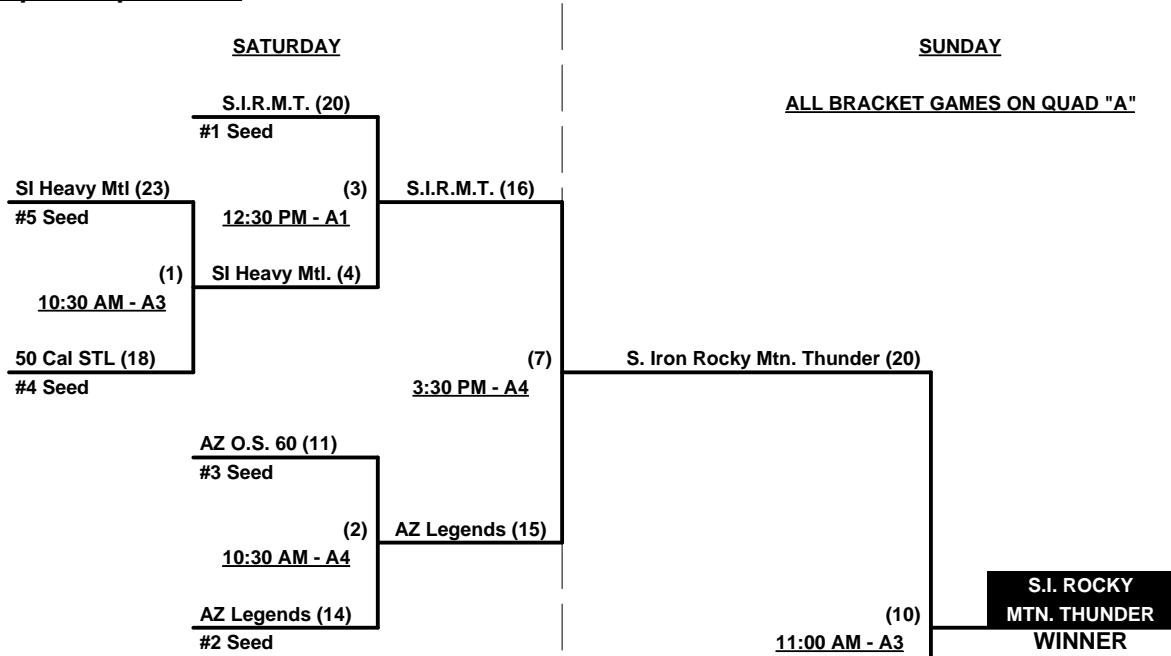 SATURDAY
SUNDAY
S.I.R.M.T. (20)
ALL BRACKET GAMES ON QUAD "A"
#1 Seed
SI Heavy Mtl (23)
(3)
S.I.R.M.T. (16)
#5 Seed
12:30 PM - A1
(1)
SI Heavy Mtl. (4)
10:30 AM - A3
50 Cal STL (18)
(7)
S. Iron Rocky Mtn. Thunder (20)
#4 Seed
3:30 PM - A4
AZ O.S. 60 (11)
#3 Seed
(2)
AZ Legends (15)
10:30 AM - A4
S.I. ROCKY
AZ Legends (14)
(10)
MTN. THUNDER
#2 Seed
11:00 AM - A3
WINNER